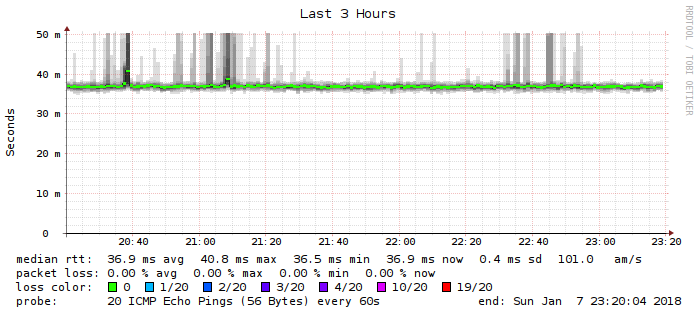 Last 3 Hours
RRDTOOL / TOBI OETIKER
Seconds
50 m
40 m
30 m
20 m
10 m
0
20:40 21:00 21:20 21:40 22:00 22:20 22:40 23:00 23:20
median rtt: 36.9 ms avg 40.8 ms max 36.5 ms min 36.9 ms now 0.4 ms sd 101.0 am/s
packet loss: 0.00 % avg 0.00 % max 0.00 % min 0.00 % now
loss color: 0 1/20 2/20 3/20 4/20 10/20 19/20
probe: 20 ICMP Echo Pings (56 Bytes) every 60s end: Sun Jan 7 23:20:04 2018